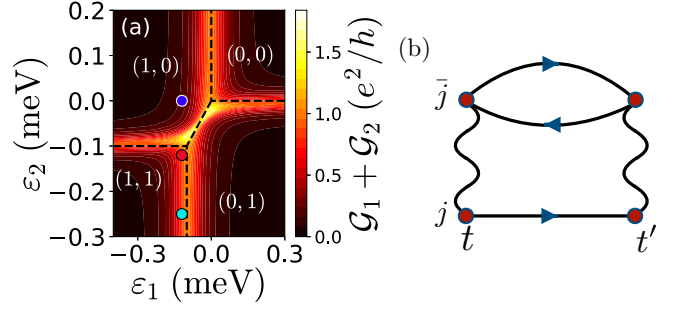 (a)
(1, 0)
(0, 0)
(1, 1)
(0, 1)
0.2
0.1
0.0
−0.1
−0.2
−0.3
ε₂ (meV)
−0.3
0.0
0.3
ε₁ (meV)
1.5
1.0
0.5
0.0
𝒢₁ + 𝒢₂ (e²/h)
(b)
j̄
j
t
t′